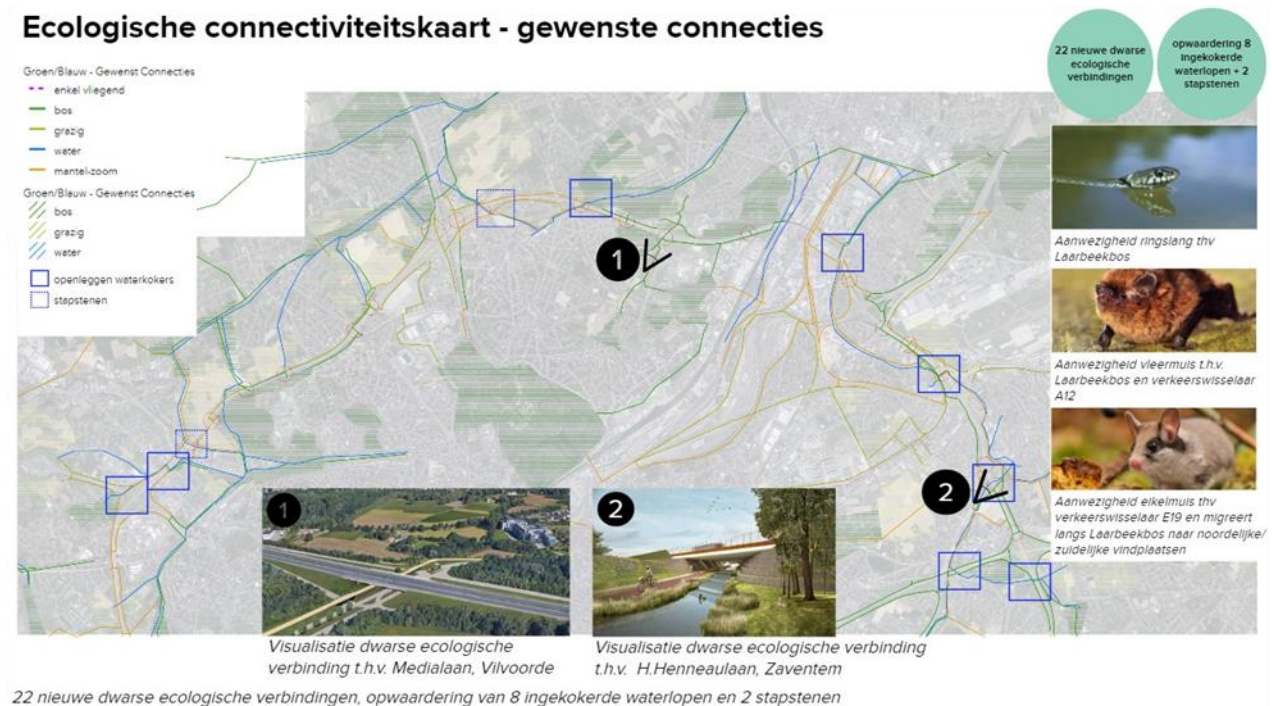 Ecologische connectiviteitskaart - gewenste connecties
22 nieuwe dwarse
ecologische
verbindingen
opwaardering 8
ingekokerde
waterlopen + 2
stapstenen
Groen/Blauw - Gewenst Connecties
enkel vliegend
bos
grazig
water
mantel-zoom
Groen/Blauw - Gewenst Connecties
bos
grazig
water
openleggen waterkokers
stapstenen
1
2
Aanwezigheid ringslang thv
Laarbeekbos
Aanwezigheid vleermuis t.h.v.
Laarbeekbos en verkeerswisselaar
A12
Aanwezigheid eikelmuis thv
verkeerswisselaar E19 en migreert
langs Laarbeekbos naar noordelijke/
zuidelijke vindplaatsen
1
Visualisatie dwarse ecologische
verbinding t.h.v. Medialaan, Vilvoorde
2
Visualisatie dwarse ecologische verbinding
t.h.v. H.Henneaulaan, Zaventem
22 nieuwe dwarse ecologische verbindingen, opwaardering van 8 ingekokerde waterlopen en 2 stapstenen